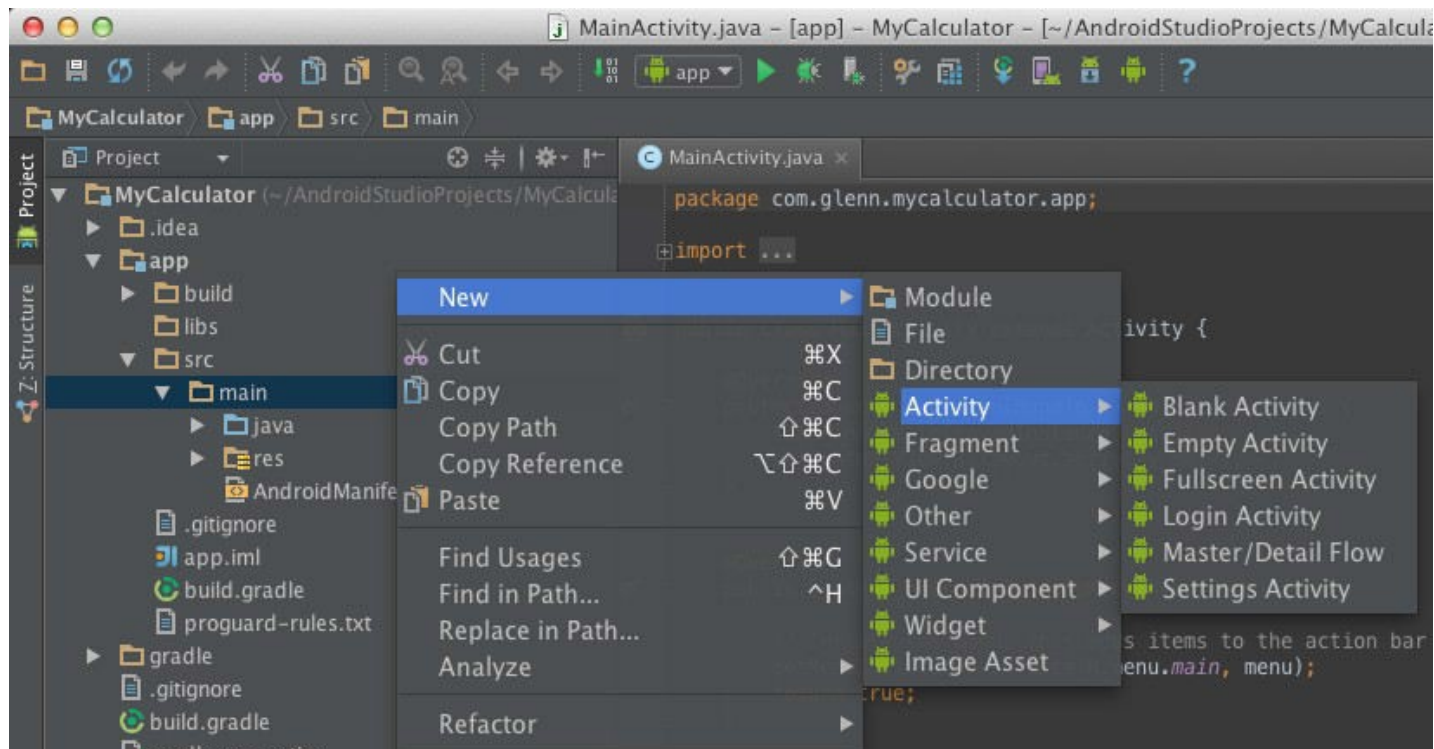 MainActivity.java – [app] – MyCalculator – [~/AndroidStudioProjects/MyCalcula
app
?
MyCalculator app src main
Project
Z: Structure
Project
MyCalculator (~/AndroidStudioProjects/MyCalcula
.idea
app
build
libs
src
main
java
res
AndroidManife
.gitignore
app.iml
build.gradle
proguard-rules.txt
gradle
.gitignore
build.gradle
MainActivity.java
package com.glenn.mycalculator.app;
import ...
ivity {
s items to the action bar
enu.main, menu);
rue;
New
Cut ⌘X
Copy ⌘C
Copy Path ⇧⌘C
Copy Reference ⌥⇧⌘C
Paste ⌘V
Find Usages ⇧⌘G
Find in Path... ^H
Replace in Path...
Analyze
Refactor
Module
File
Directory
Activity
Fragment
Google
Other
Service
UI Component
Widget
Image Asset
Blank Activity
Empty Activity
Fullscreen Activity
Login Activity
Master/Detail Flow
Settings Activity